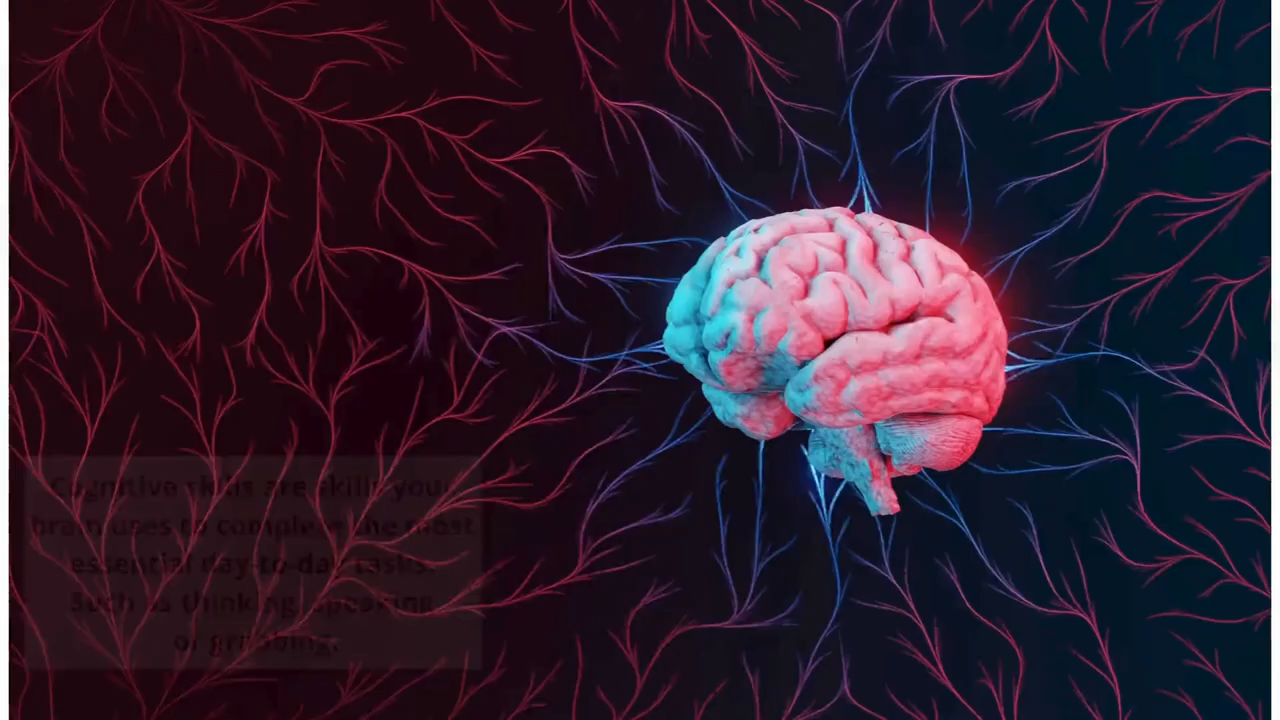 Cognitive skills are skills your
brain uses to complete the most
essential day-to-day tasks.
Such as thinking, speaking
or grabbing.